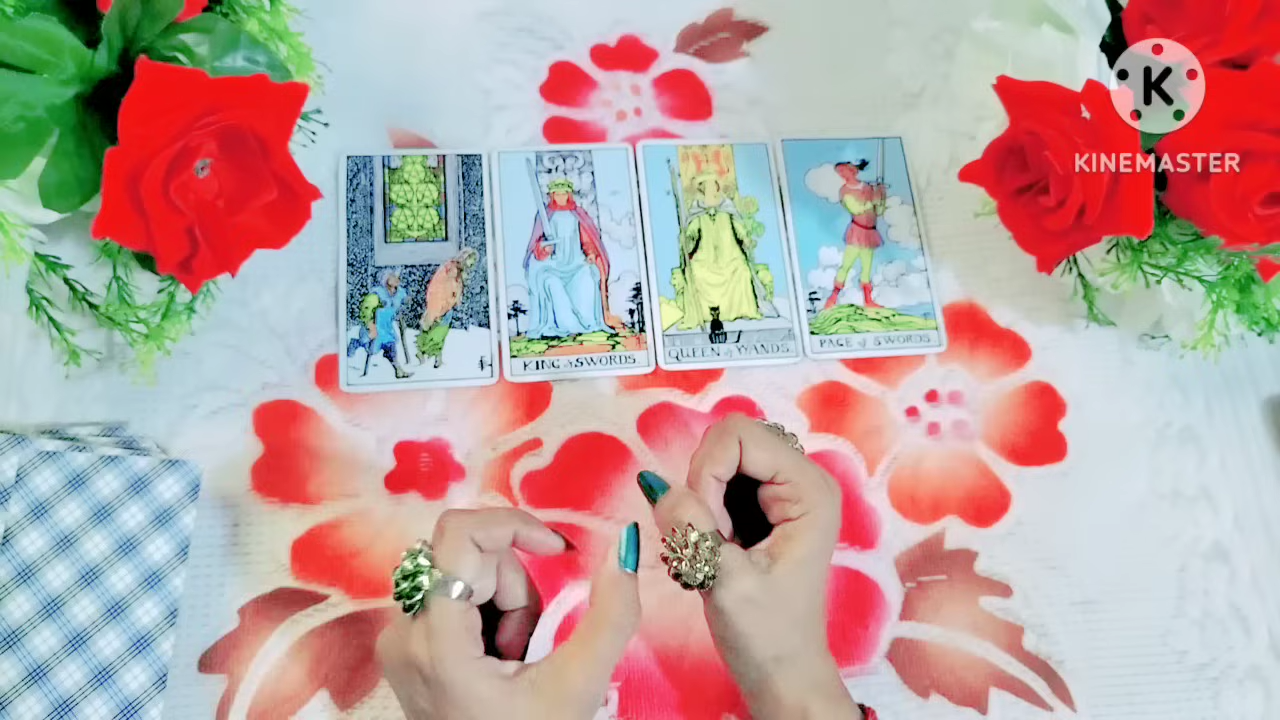 K
KINEMASTER
KING of SWORDS.
QUEEN of WANDS.
PAGE of SWORDS.